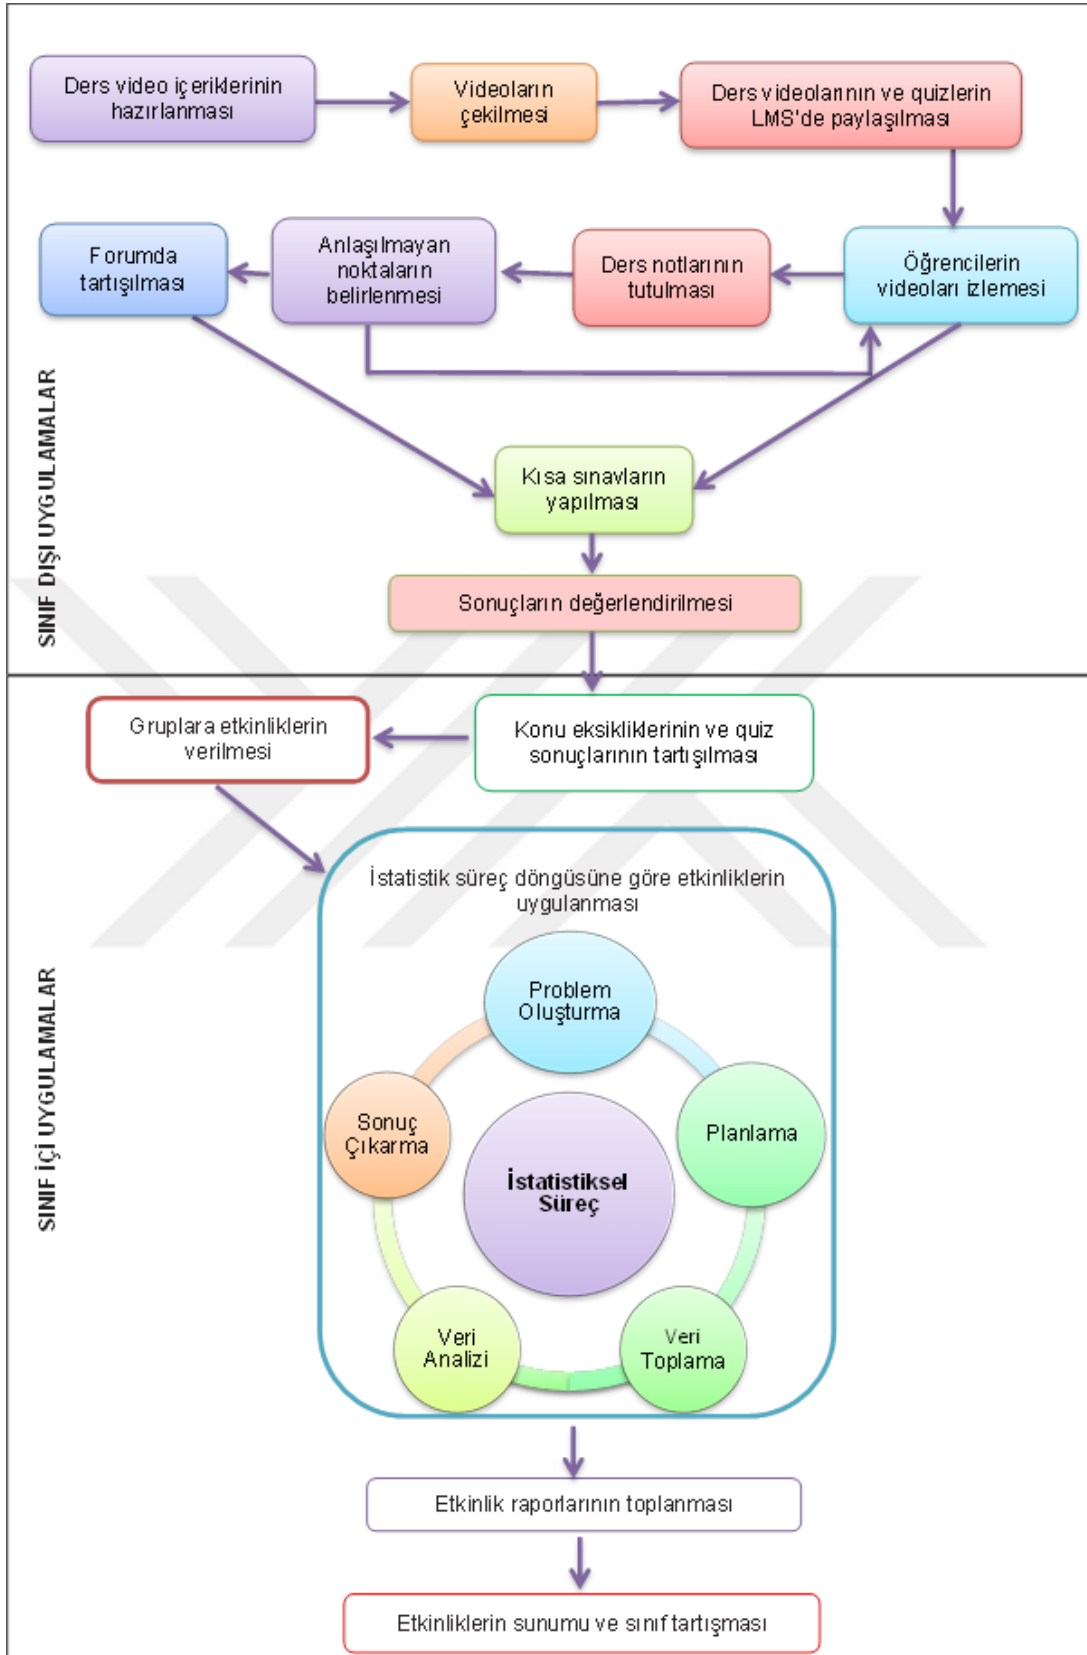 Ders video içeriklerinin
hazırlanması
Videoların
çekilmesi
Ders videolarının ve quizlerin
LMS'de paylaşılması
Forumda
tartışılması
Anlaşılmayan
noktaların
belirlenmesi
Ders notlarının
tutulması
Öğrencilerin
videoları izlemesi
SINIF DIŞI UYGULAMALAR
Kısa sınavların
yapılması
Sonuçların değerlendirilmesi
Gruplara etkinliklerin
verilmesi
Konu eksikliklerinin ve quiz
sonuçlarının tartışılması
SINIF İÇİ UYGULAMALAR
İstatistik süreç döngüsüne göre etkinliklerin
uygulanması
Problem
Oluşturma
Planlama
Veri
Toplama
Veri
Analizi
Sonuç
Çıkarma
İstatistiksel
Süreç
Etkinlik raporlarının toplanması
Etkinliklerin sunumu ve sınıf tartışması